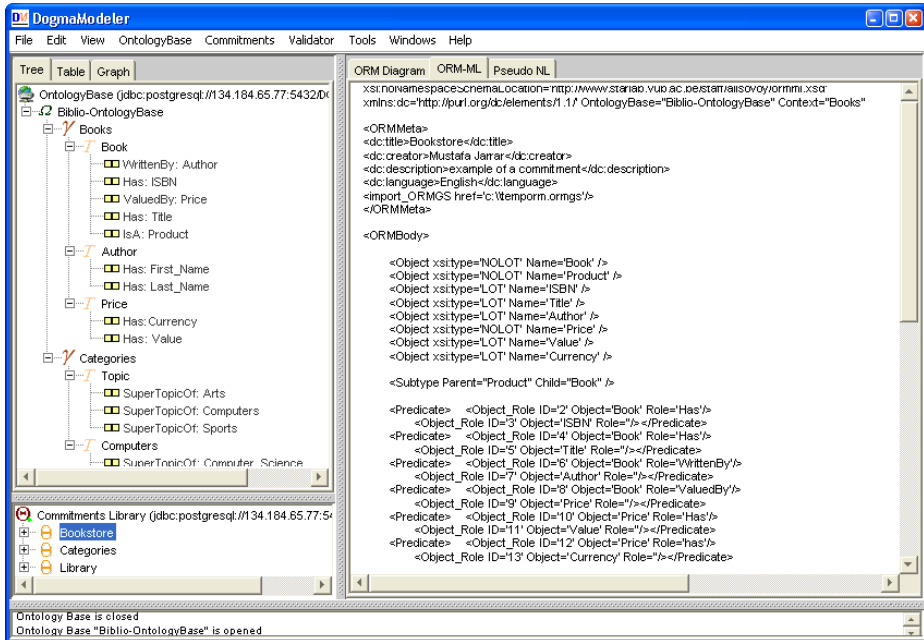 DM DogmaModeler
File Edit View OntologyBase Commitments Validator Tools Windows Help
Tree Table Graph
OntologyBase (jdbc:postgresql://134.184.65.77:5432/D
Ω Biblio-OntologyBase
γ Books
T Book
WrittenBy: Author
Has: ISBN
ValuedBy: Price
Has: Title
IsA: Product
T Author
Has: First_Name
Has: Last_Name
T Price
Has: Currency
Has: Value
γ Categories
T Topic
SuperTopicOf: Arts
SuperTopicOf: Computers
SuperTopicOf: Sports
T Computers
SuperTopicOf: Computer_Science
Commitments Library (jdbc:postgresql://134.184.65.77:54
Bookstore
Categories
Library
ORM Diagram ORM-ML Pseudo NL
xsi:noNamespaceSchemaLocation='http://www.starlab.vub.ac.be/staff/alisovoy/ormml.xsd'
xmlns:dc='http://purl.org/dc/elements/1.1/' OntologyBase="Biblio-OntologyBase" Context="Books"
<ORMMeta>
<dc:title>Bookstore</dc:title>
<dc:creator>Mustafa Jarrar</dc:creator>
<dc:description>example of a commitment</dc:description>
<dc:language>English</dc:language>
<import_ORMGS href='c:\\temporm.ormgs'/>
</ORMMeta>
<ORMBody>
<Object xsi:type='NOLOT' Name='Book' />
<Object xsi:type='NOLOT' Name='Product' />
<Object xsi:type='LOT' Name='ISBN' />
<Object xsi:type='LOT' Name='Title' />
<Object xsi:type='LOT' Name='Author' />
<Object xsi:type='NOLOT' Name='Price' />
<Object xsi:type='LOT' Name='Value' />
<Object xsi:type='LOT' Name='Currency' />
<Subtype Parent="Product" Child="Book" />
<Predicate> <Object_Role ID='2' Object='Book' Role='Has'/>
<Object_Role ID='3' Object='ISBN' Role=''/></Predicate>
<Predicate> <Object_Role ID='4' Object='Book' Role='Has'/>
<Object_Role ID='5' Object='Title' Role=''/></Predicate>
<Predicate> <Object_Role ID='6' Object='Book' Role='WrittenBy'/>
<Object_Role ID='7' Object='Author' Role=''/></Predicate>
<Predicate> <Object_Role ID='8' Object='Book' Role='ValuedBy'/>
<Object_Role ID='9' Object='Price' Role=''/></Predicate>
<Predicate> <Object_Role ID='10' Object='Price' Role='Has'/>
<Object_Role ID='11' Object='Value' Role=''/></Predicate>
<Predicate> <Object_Role ID='12' Object='Price' Role='has'/>
<Object_Role ID='13' Object='Currency' Role=''/></Predicate>
Ontology Base is closed
Ontology Base "Biblio-OntologyBase" is opened